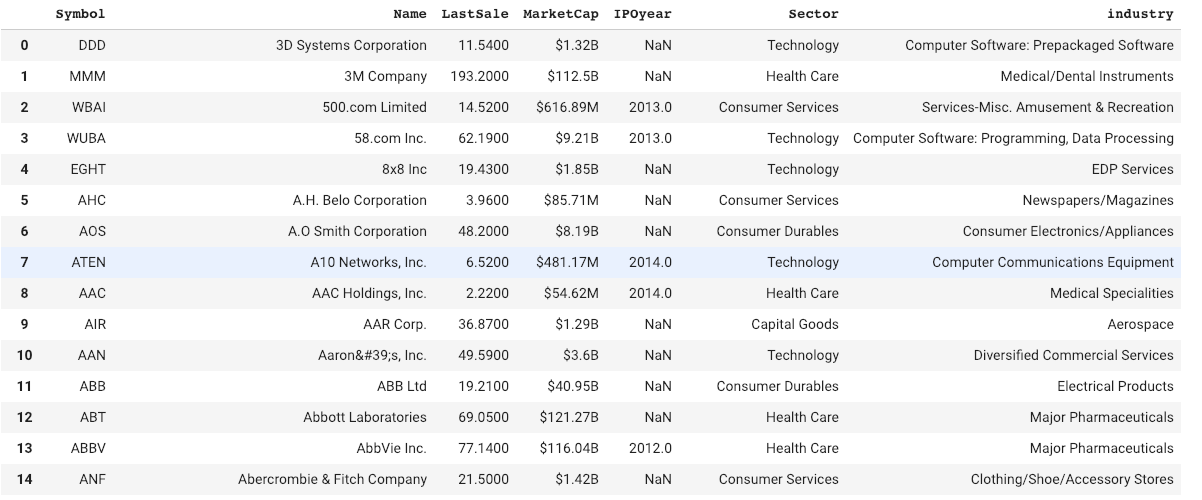 Symbol Name LastSale MarketCap IPOyear Sector industry
0 DDD 3D Systems Corporation 11.5400 $1.32B NaN Technology Computer Software: Prepackaged Software
1 MMM 3M Company 193.2000 $112.5B NaN Health Care Medical/Dental Instruments
2 WBAI 500.com Limited 14.5200 $616.89M 2013.0 Consumer Services Services-Misc. Amusement & Recreation
3 WUBA 58.com Inc. 62.1900 $9.21B 2013.0 Technology Computer Software: Programming, Data Processing
4 EGHT 8x8 Inc 19.4300 $1.85B NaN Technology EDP Services
5 AHC A.H. Belo Corporation 3.9600 $85.71M NaN Consumer Services Newspapers/Magazines
6 AOS A.O Smith Corporation 48.2000 $8.19B NaN Consumer Durables Consumer Electronics/Appliances
7 ATEN A10 Networks, Inc. 6.5200 $481.17M 2014.0 Technology Computer Communications Equipment
8 AAC AAC Holdings, Inc. 2.2200 $54.62M 2014.0 Health Care Medical Specialities
9 AIR AAR Corp. 36.8700 $1.29B NaN Capital Goods Aerospace
10 AAN Aaron&#39;s, Inc. 49.5900 $3.6B NaN Technology Diversified Commercial Services
11 ABB ABB Ltd 19.2100 $40.95B NaN Consumer Durables Electrical Products
12 ABT Abbott Laboratories 69.0500 $121.27B NaN Health Care Major Pharmaceuticals
13 ABBV AbbVie Inc. 77.1400 $116.04B 2012.0 Health Care Major Pharmaceuticals
14 ANF Abercrombie & Fitch Company 21.5000 $1.42B NaN Consumer Services Clothing/Shoe/Accessory Stores